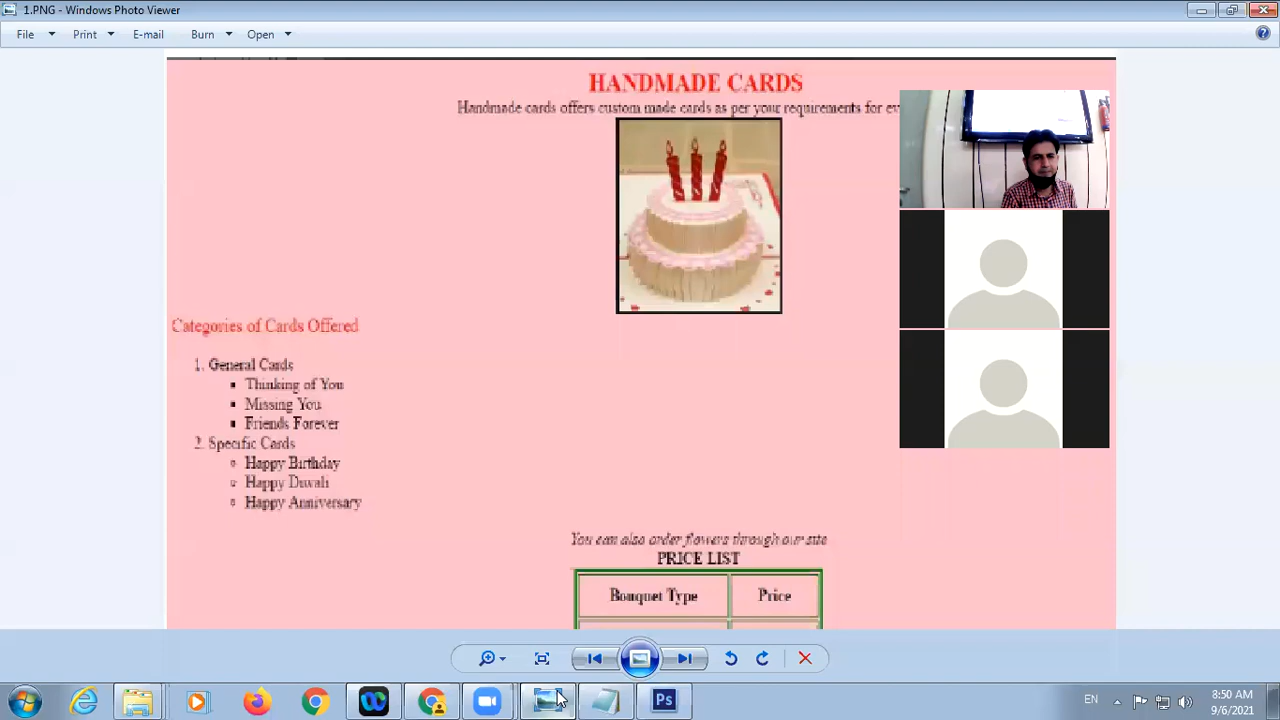 1.PNG - Windows Photo Viewer
File Print E-mail Burn Open
HANDMADE CARDS
Handmade cards offers custom made cards as per your requirements for
Categories of Cards Offered
1. General Cards
▪ Thinking of You
▪ Missing You
▪ Friends Forever
2. Specific Cards
◦ Happy Birthday
◦ Happy Diwali
◦ Happy Anniversary
You can also order flowers through our site
PRICE LIST
Bouquet Type Price
Ps
EN
8:50 AM
9/6/2021